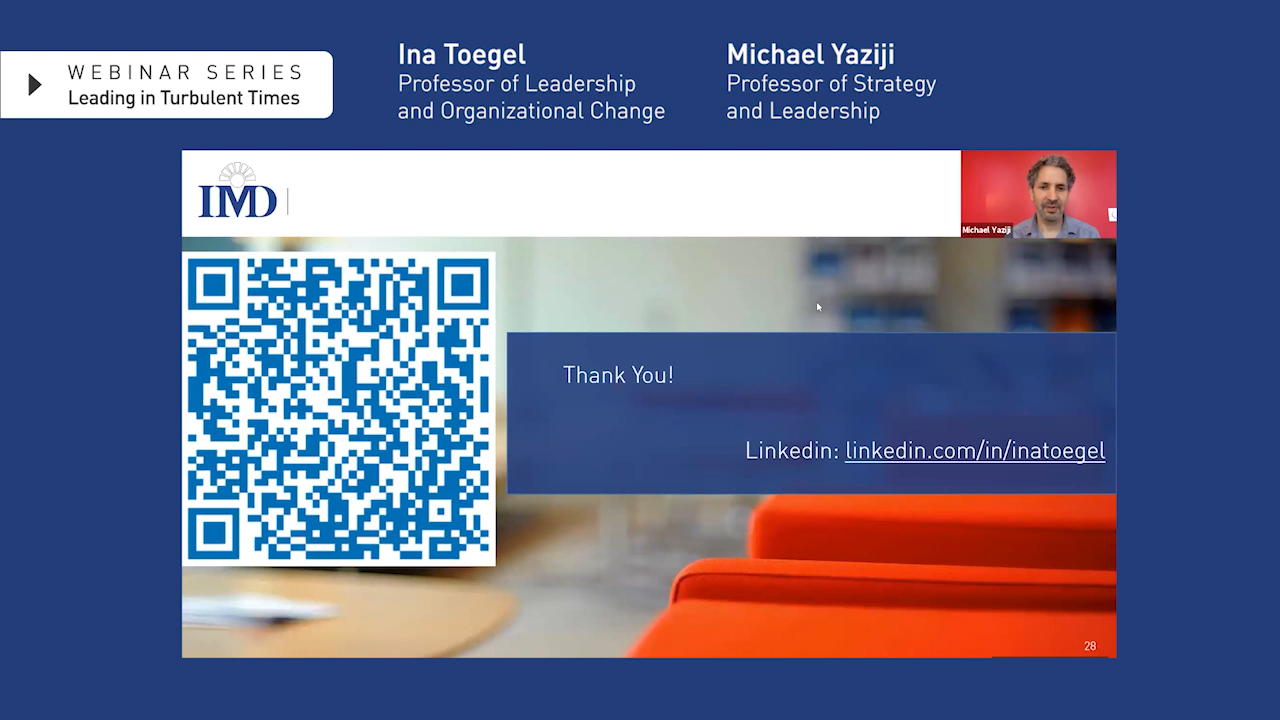 WEBINAR SERIES
Leading in Turbulent Times
Ina Toegel
Professor of Leadership
and Organizational Change
Michael Yaziji
Professor of Strategy
and Leadership
IMD
Michael Yaziji
Thank You!
Linkedin: linkedin.com/in/inatoegel
28